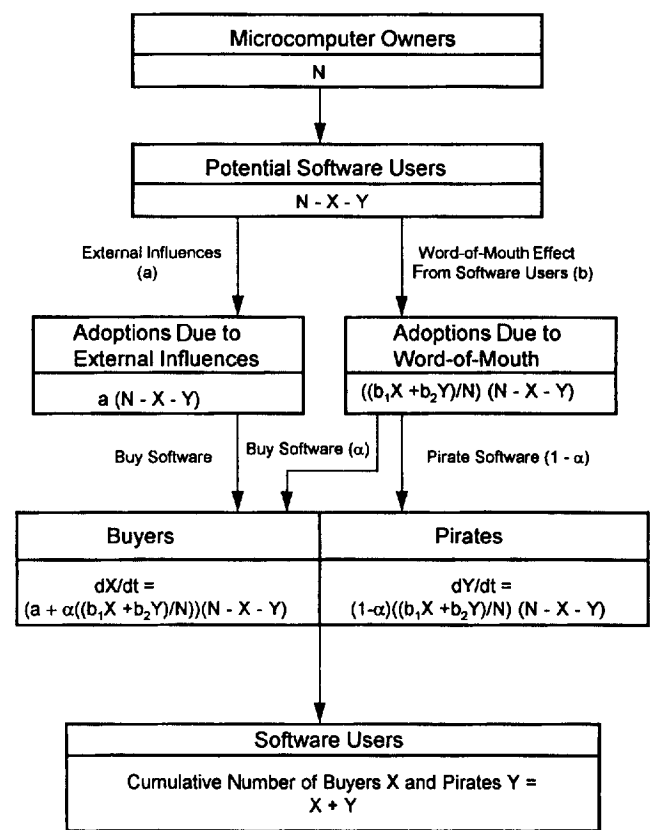 Microcomputer Owners
N
Potential Software Users
N - X - Y
External Influences
(a)
Word-of-Mouth Effect
From Software Users (b)
Adoptions Due to
External Influences
a (N - X - Y)
Adoptions Due to
Word-of-Mouth
((b₁X +b₂Y)/N) (N - X - Y)
Buy Software
Buy Software (α)
Pirate Software (1 - α)
Buyers
dX/dt =
(a + α((b₁X +b₂Y)/N))(N - X - Y)
Pirates
dY/dt =
(1-α)((b₁X +b₂Y)/N) (N - X - Y)
Software Users
Cumulative Number of Buyers X and Pirates Y =
X + Y